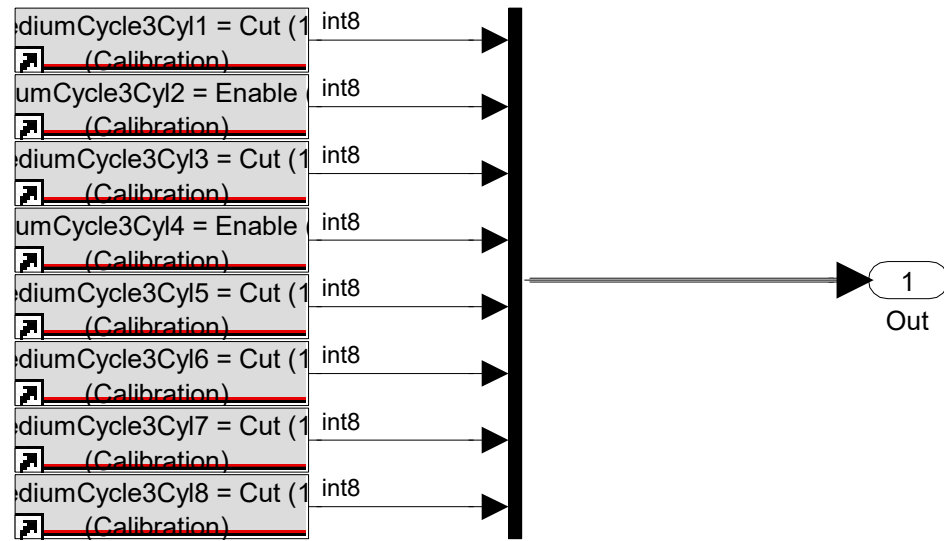 diumCycle3Cyl1 = Cut (1
(Calibration)
int8
umCycle3Cyl2 = Enable (
(Calibration)
int8
diumCycle3Cyl3 = Cut (1
(Calibration)
int8
umCycle3Cyl4 = Enable (
(Calibration)
int8
diumCycle3Cyl5 = Cut (1
(Calibration)
int8
diumCycle3Cyl6 = Cut (1
(Calibration)
int8
diumCycle3Cyl7 = Cut (1
(Calibration)
int8
diumCycle3Cyl8 = Cut (1
(Calibration)
int8
1
Out